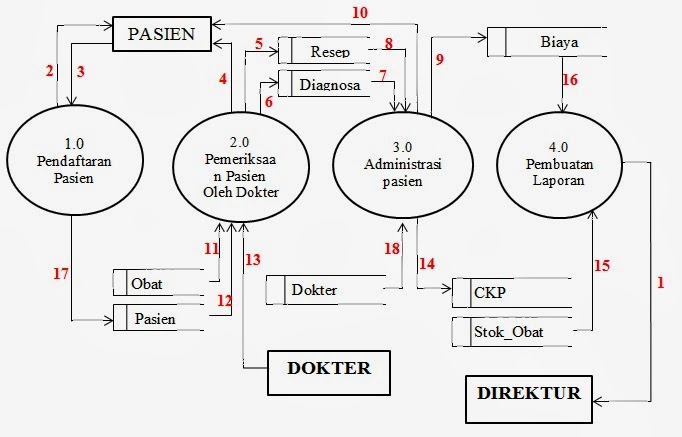 PASIEN
10
2
3
4
5
Resep
8
6
Diagnosa
7
9
Biaya
16
1.0
Pendaftaran
Pasien
2.0
Pemeriksaa
n Pasien
Oleh Dokter
3.0
Administrasi
pasien
4.0
Pembuatan
Laporan
17
11
12
13
18
14
15
1
Obat
Pasien
Dokter
CKP
Stok_Obat
DOKTER
DIREKTUR